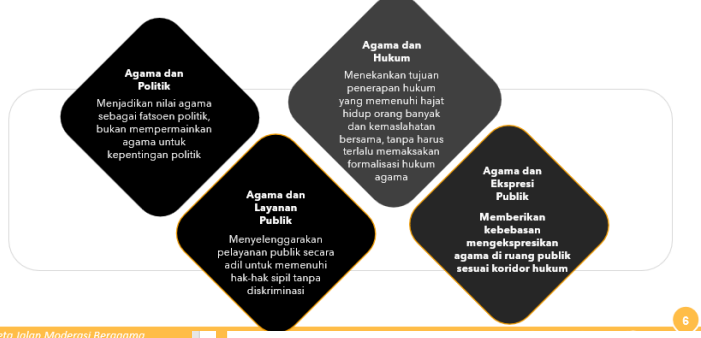 Agama dan
Politik
Menjadikan nilai agama
sebagai fatsoen politik,
bukan mempermainkan
agama untuk
kepentingan politik
Agama dan
Layanan
Publik
Menyelenggarakan
pelayanan publik secara
adil untuk memenuhi
hak-hak sipil tanpa
diskriminasi
Agama dan
Hukum
Menekankan tujuan
penerapan hukum
yang memenuhi hajat
hidup orang banyak
dan kemaslahatan
bersama, tanpa harus
terlalu memaksakan
formalisasi hukum
agama
Agama dan
Ekspresi
Publik
Memberikan
kebebasan
mengekspresikan
agama di ruang publik
sesuai koridor hukum
6
Jalan Moderasi Beragama